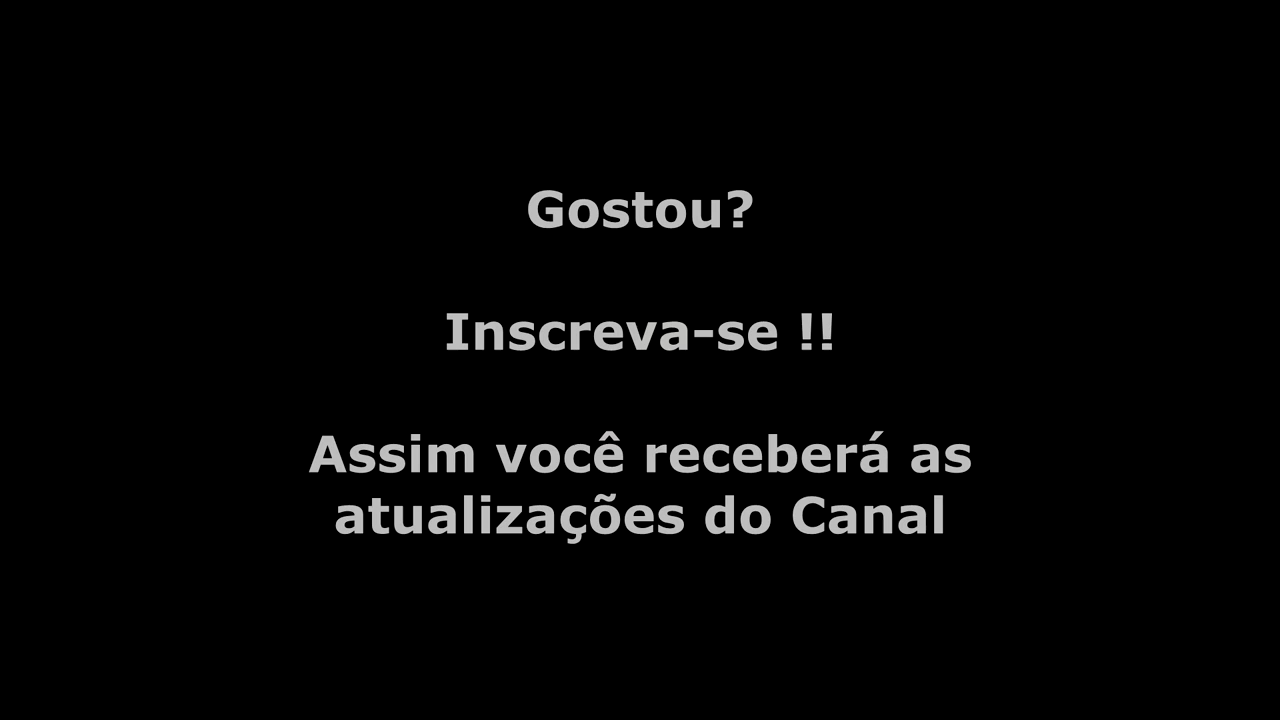 Gostou?
Inscreva-se !!
Assim você receberá as
atualizações do Canal